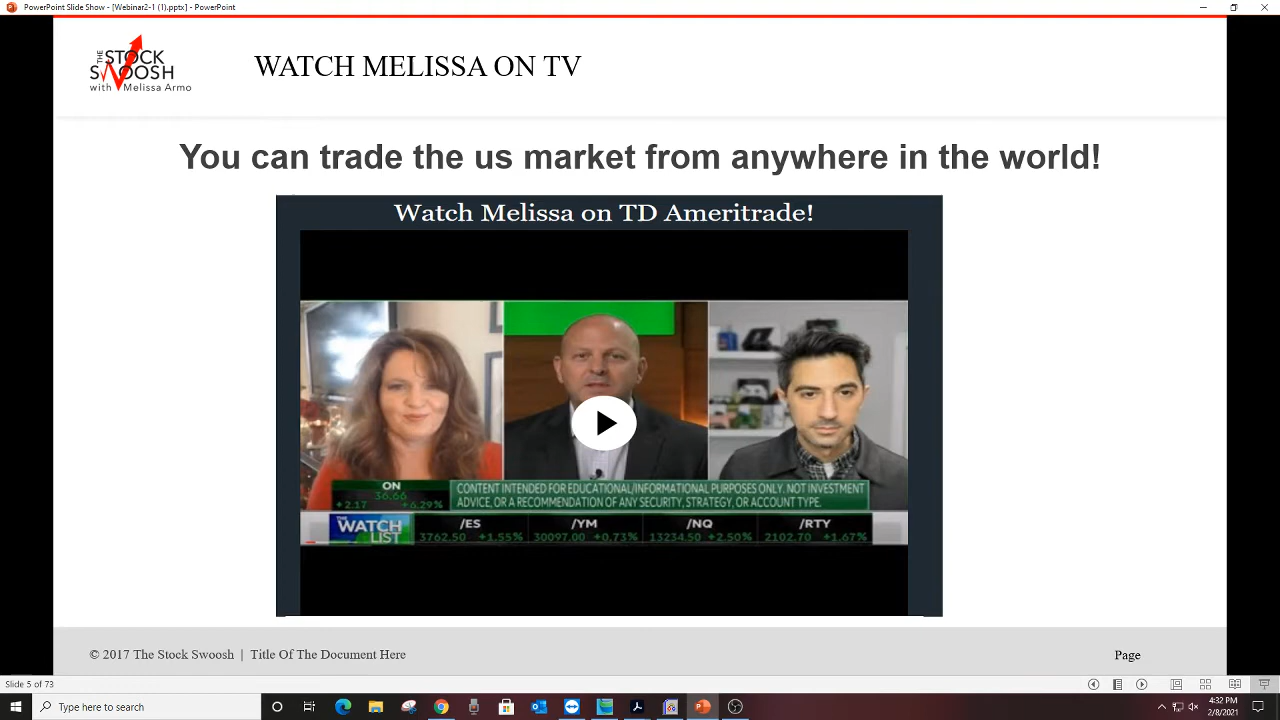 PowerPoint Slide Show - [Webinar2-1 (1).pptx] - PowerPoint
THE
STOCK
SWOOSH
with Melissa Armo
WATCH MELISSA ON TV
You can trade the us market from anywhere in the world!
Watch Melissa on TD Ameritrade!
ON
36.66
+2.17 +6.29%
CONTENT INTENDED FOR EDUCATIONAL/INFORMATIONAL PURPOSES ONLY. NOT INVESTMENT
ADVICE, OR A RECOMMENDATION OF ANY SECURITY, STRATEGY, OR ACCOUNT TYPE.
THE
WATCH
LIST
/ES /YM /NQ /RTY
3762.50 +1.55% 30097.00 +0.73% 13234.50 +2.50% 2102.70 +1.67%
© 2017 The Stock Swoosh | Title Of The Document Here
Page
Slide 5 of 73
Type here to search
4:32 PM
2/8/2021